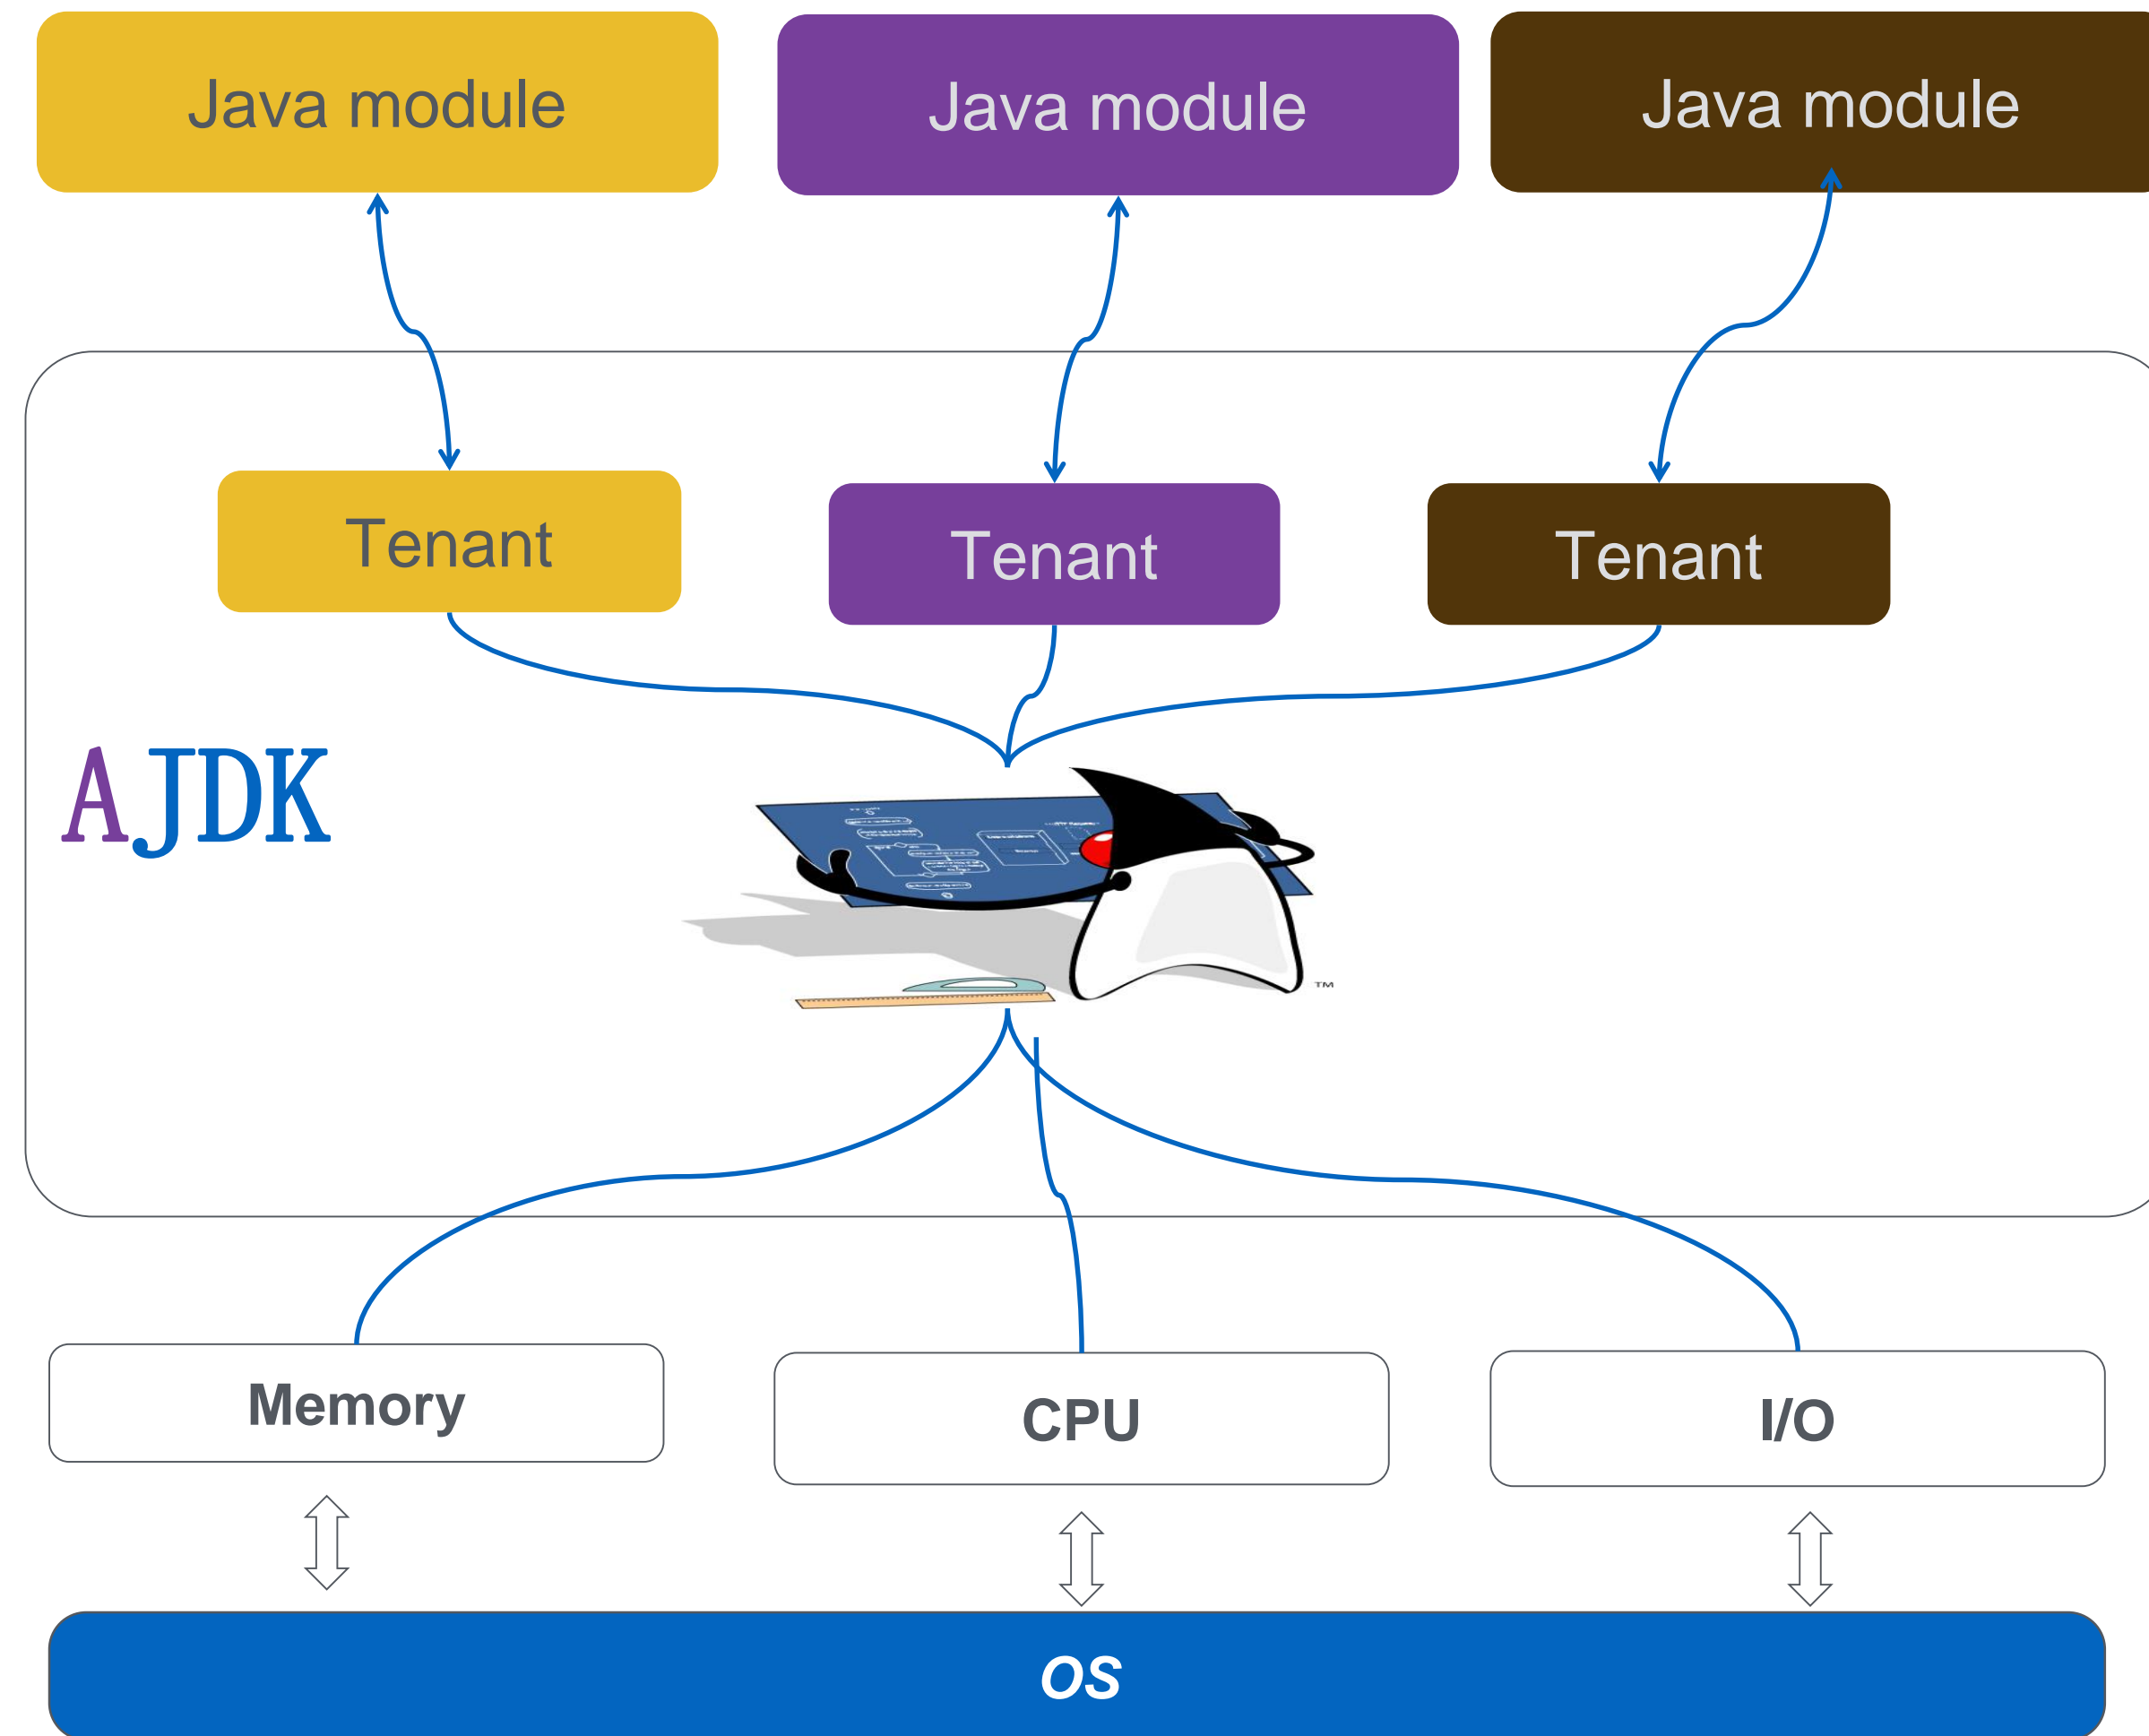 Java module
Java module
Java module
Tenant
Tenant
Tenant
AJDK
TM
Memory
CPU
I/O
OS